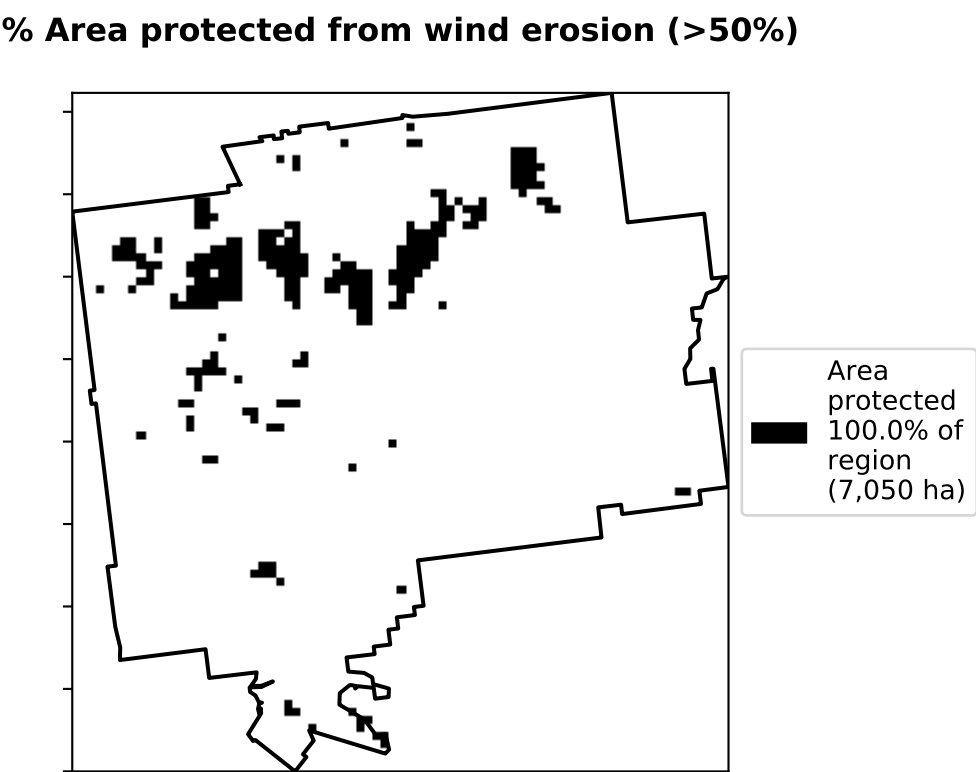 % Area protected from wind erosion (>50%)
Area
protected
100.0% of
region
(7,050 ha)